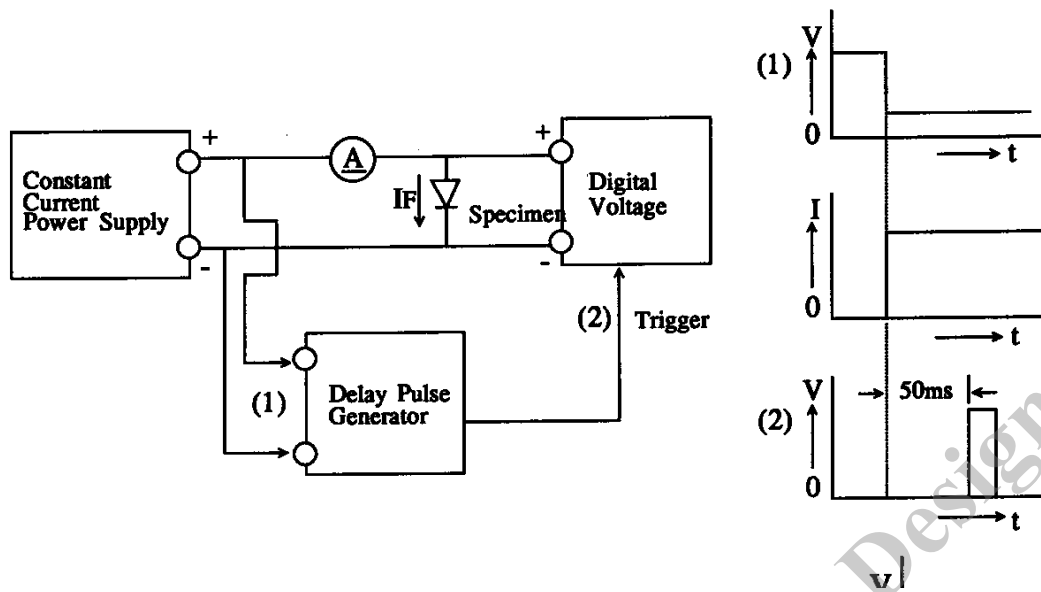 Constant
Current
Power Supply
+
-
A
IF
Specimen
+
-
Digital
Voltage
(2)
Trigger
(1)
Delay Pulse
Generator
V
(1)
0
t
I
0
t
V
50ms
(2)
0
t
V
Design